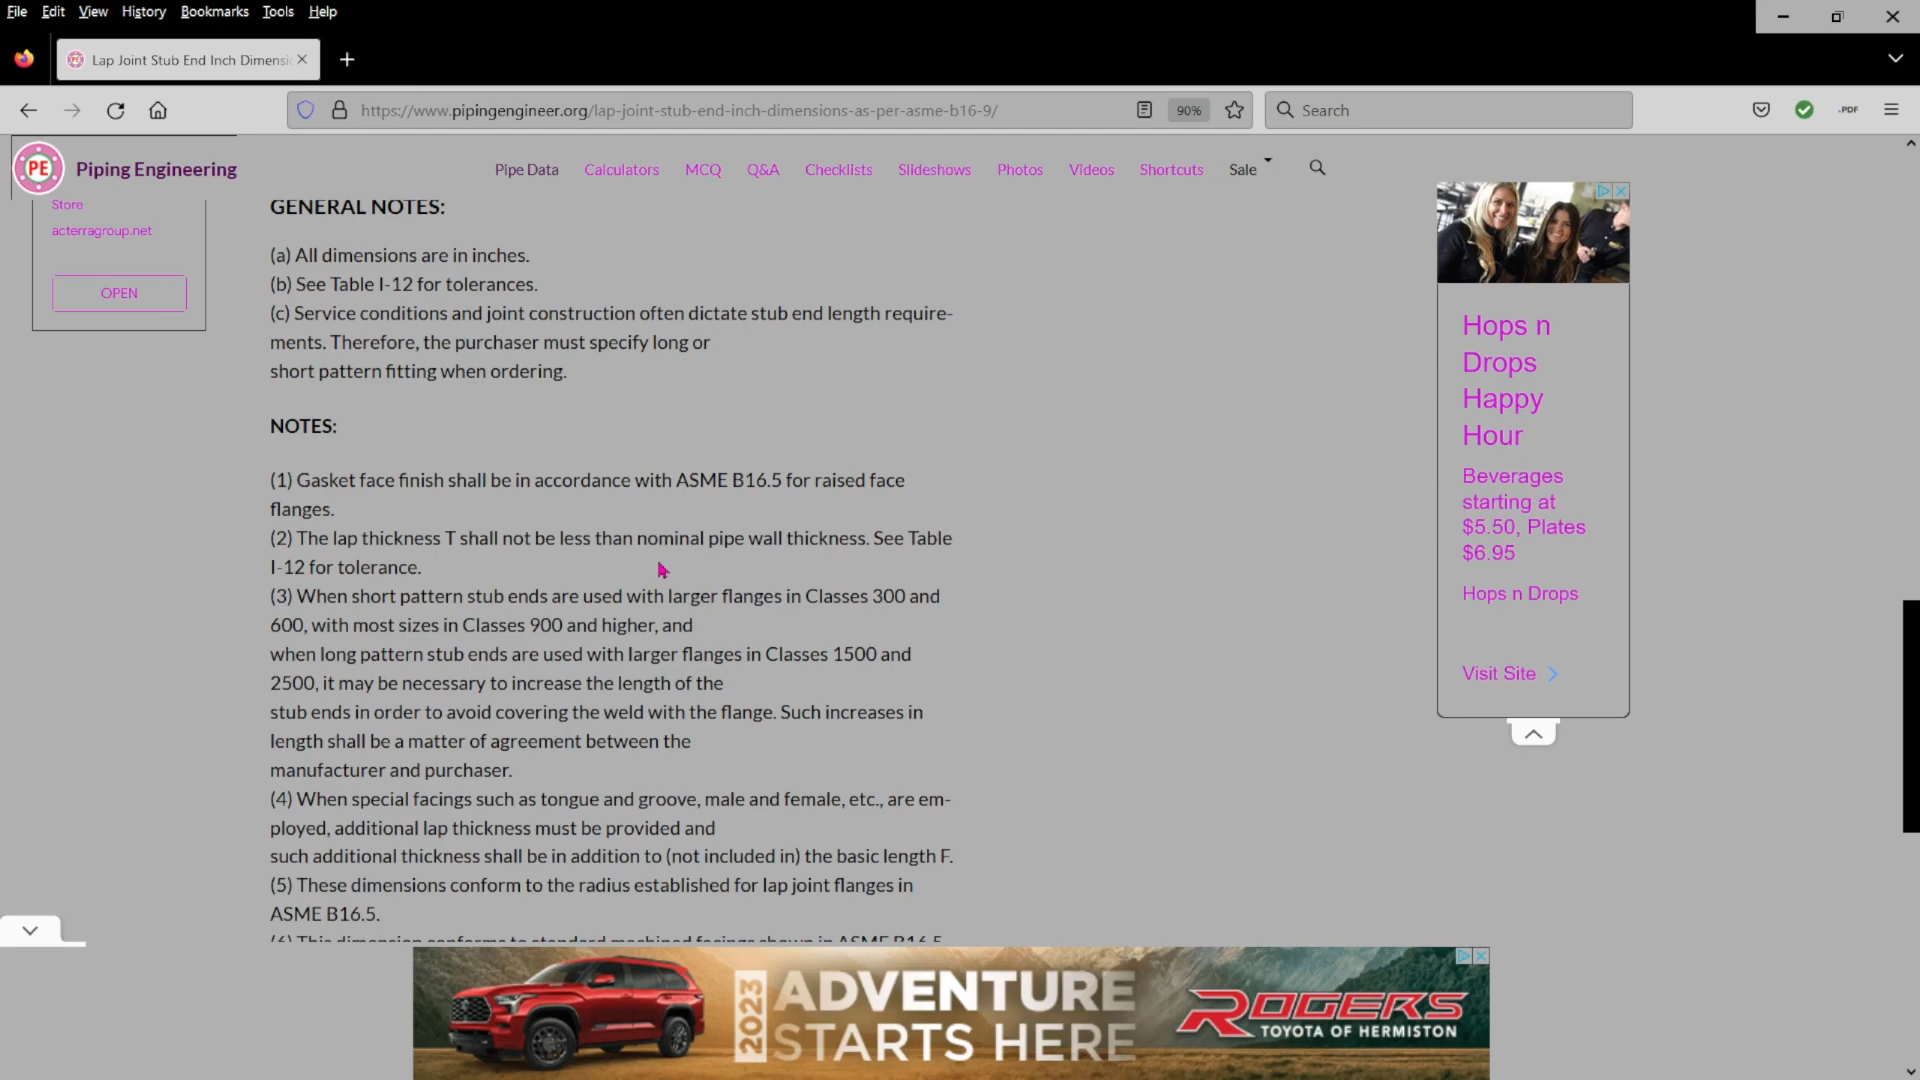 File Edit View History Bookmarks Tools Help
Lap Joint Stub End Inch Dimensi
https://www.pipingengineer.org/lap-joint-stub-end-inch-dimensions-as-per-asme-b16-9/
90%
Search
.PDF
PE Piping Engineering
Pipe Data Calculators MCQ Q&A Checklists Slideshows Photos Videos Shortcuts Sale
Store
acterragroup.net
OPEN
GENERAL NOTES:
(a) All dimensions are in inches.
(b) See Table I-12 for tolerances.
(c) Service conditions and joint construction often dictate stub end length require-
ments. Therefore, the purchaser must specify long or
short pattern fitting when ordering.
NOTES:
(1) Gasket face finish shall be in accordance with ASME B16.5 for raised face
flanges.
(2) The lap thickness T shall not be less than nominal pipe wall thickness. See Table
I-12 for tolerance.
(3) When short pattern stub ends are used with larger flanges in Classes 300 and
600, with most sizes in Classes 900 and higher, and
when long pattern stub ends are used with larger flanges in Classes 1500 and
2500, it may be necessary to increase the length of the
stub ends in order to avoid covering the weld with the flange. Such increases in
length shall be a matter of agreement between the
manufacturer and purchaser.
(4) When special facings such as tongue and groove, male and female, etc., are em-
ployed, additional lap thickness must be provided and
such additional thickness shall be in addition to (not included in) the basic length F.
(5) These dimensions conform to the radius established for lap joint flanges in
ASME B16.5.
(6) This dimension conforms to standard machined facings shown in ASME B16.5
Hops n
Drops
Happy
Hour
Beverages
starting at
$5.50, Plates
$6.95
Hops n Drops
Visit Site
2023 ADVENTURE
STARTS HERE
ROGERS
TOYOTA OF HERMISTON